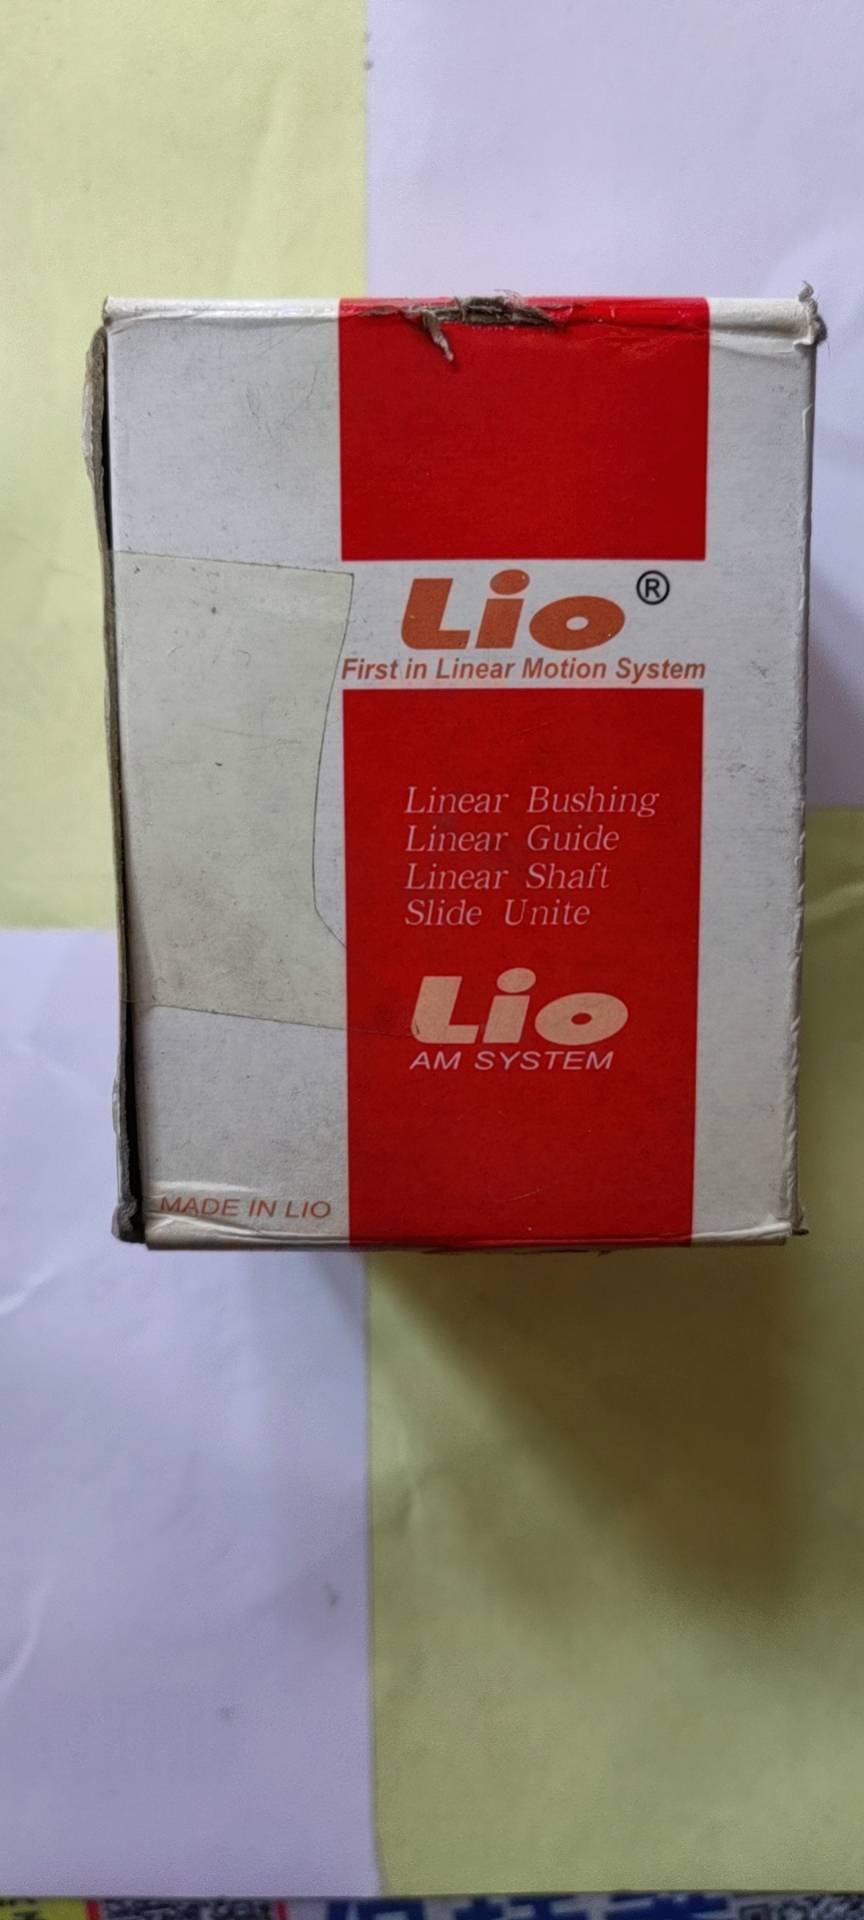 Lio®
First in Linear Motion System
Linear Bushing
Linear Guide
Linear Shaft
Slide Unite
Lio
AM SYSTEM
MADE IN LIO